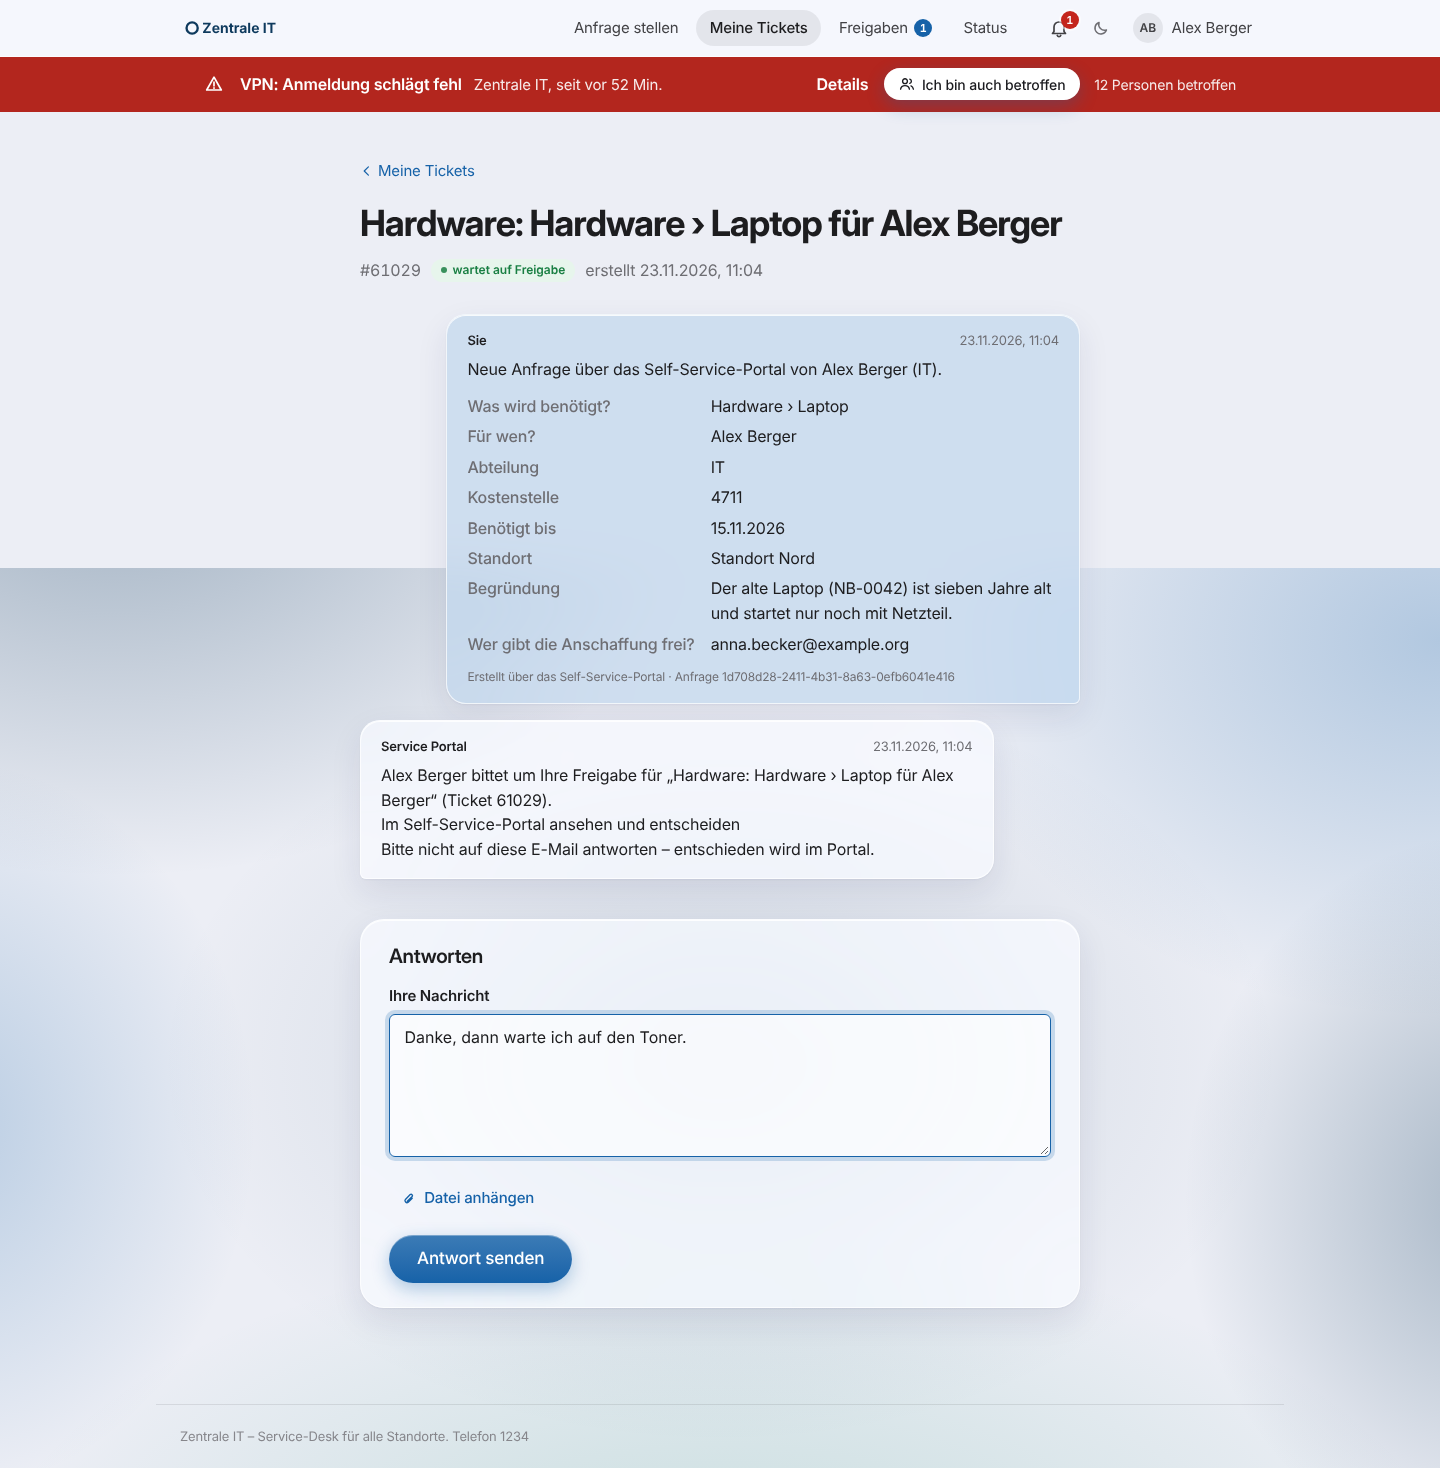 Zentrale IT
Anfrage stellen
Meine Tickets
Freigaben 1
Status
1
AB
Alex Berger
VPN: Anmeldung schlägt fehl
Zentrale IT, seit vor 52 Min.
Details
Ich bin auch betroffen
12 Personen betroffen
Meine Tickets
Hardware: Hardware › Laptop für Alex Berger
#61029
wartet auf Freigabe
erstellt 23.11.2026, 11:04
Sie
23.11.2026, 11:04
Neue Anfrage über das Self-Service-Portal von Alex Berger (IT).
Was wird benötigt?
Hardware › Laptop
Für wen?
Alex Berger
Abteilung
IT
Kostenstelle
4711
Benötigt bis
15.11.2026
Standort
Standort Nord
Begründung
Der alte Laptop (NB-0042) ist sieben Jahre alt
und startet nur noch mit Netzteil.
Wer gibt die Anschaffung frei?
anna.becker@example.org
Erstellt über das Self-Service-Portal · Anfrage 1d708d28-2411-4b31-8a63-0efb6041e416
Service Portal
23.11.2026, 11:04
Alex Berger bittet um Ihre Freigabe für „Hardware: Hardware › Laptop für Alex
Berger“ (Ticket 61029).
Im Self-Service-Portal ansehen und entscheiden
Bitte nicht auf diese E-Mail antworten – entschieden wird im Portal.
Antworten
Ihre Nachricht
Danke, dann warte ich auf den Toner.
Datei anhängen
Antwort senden
Zentrale IT – Service-Desk für alle Standorte. Telefon 1234